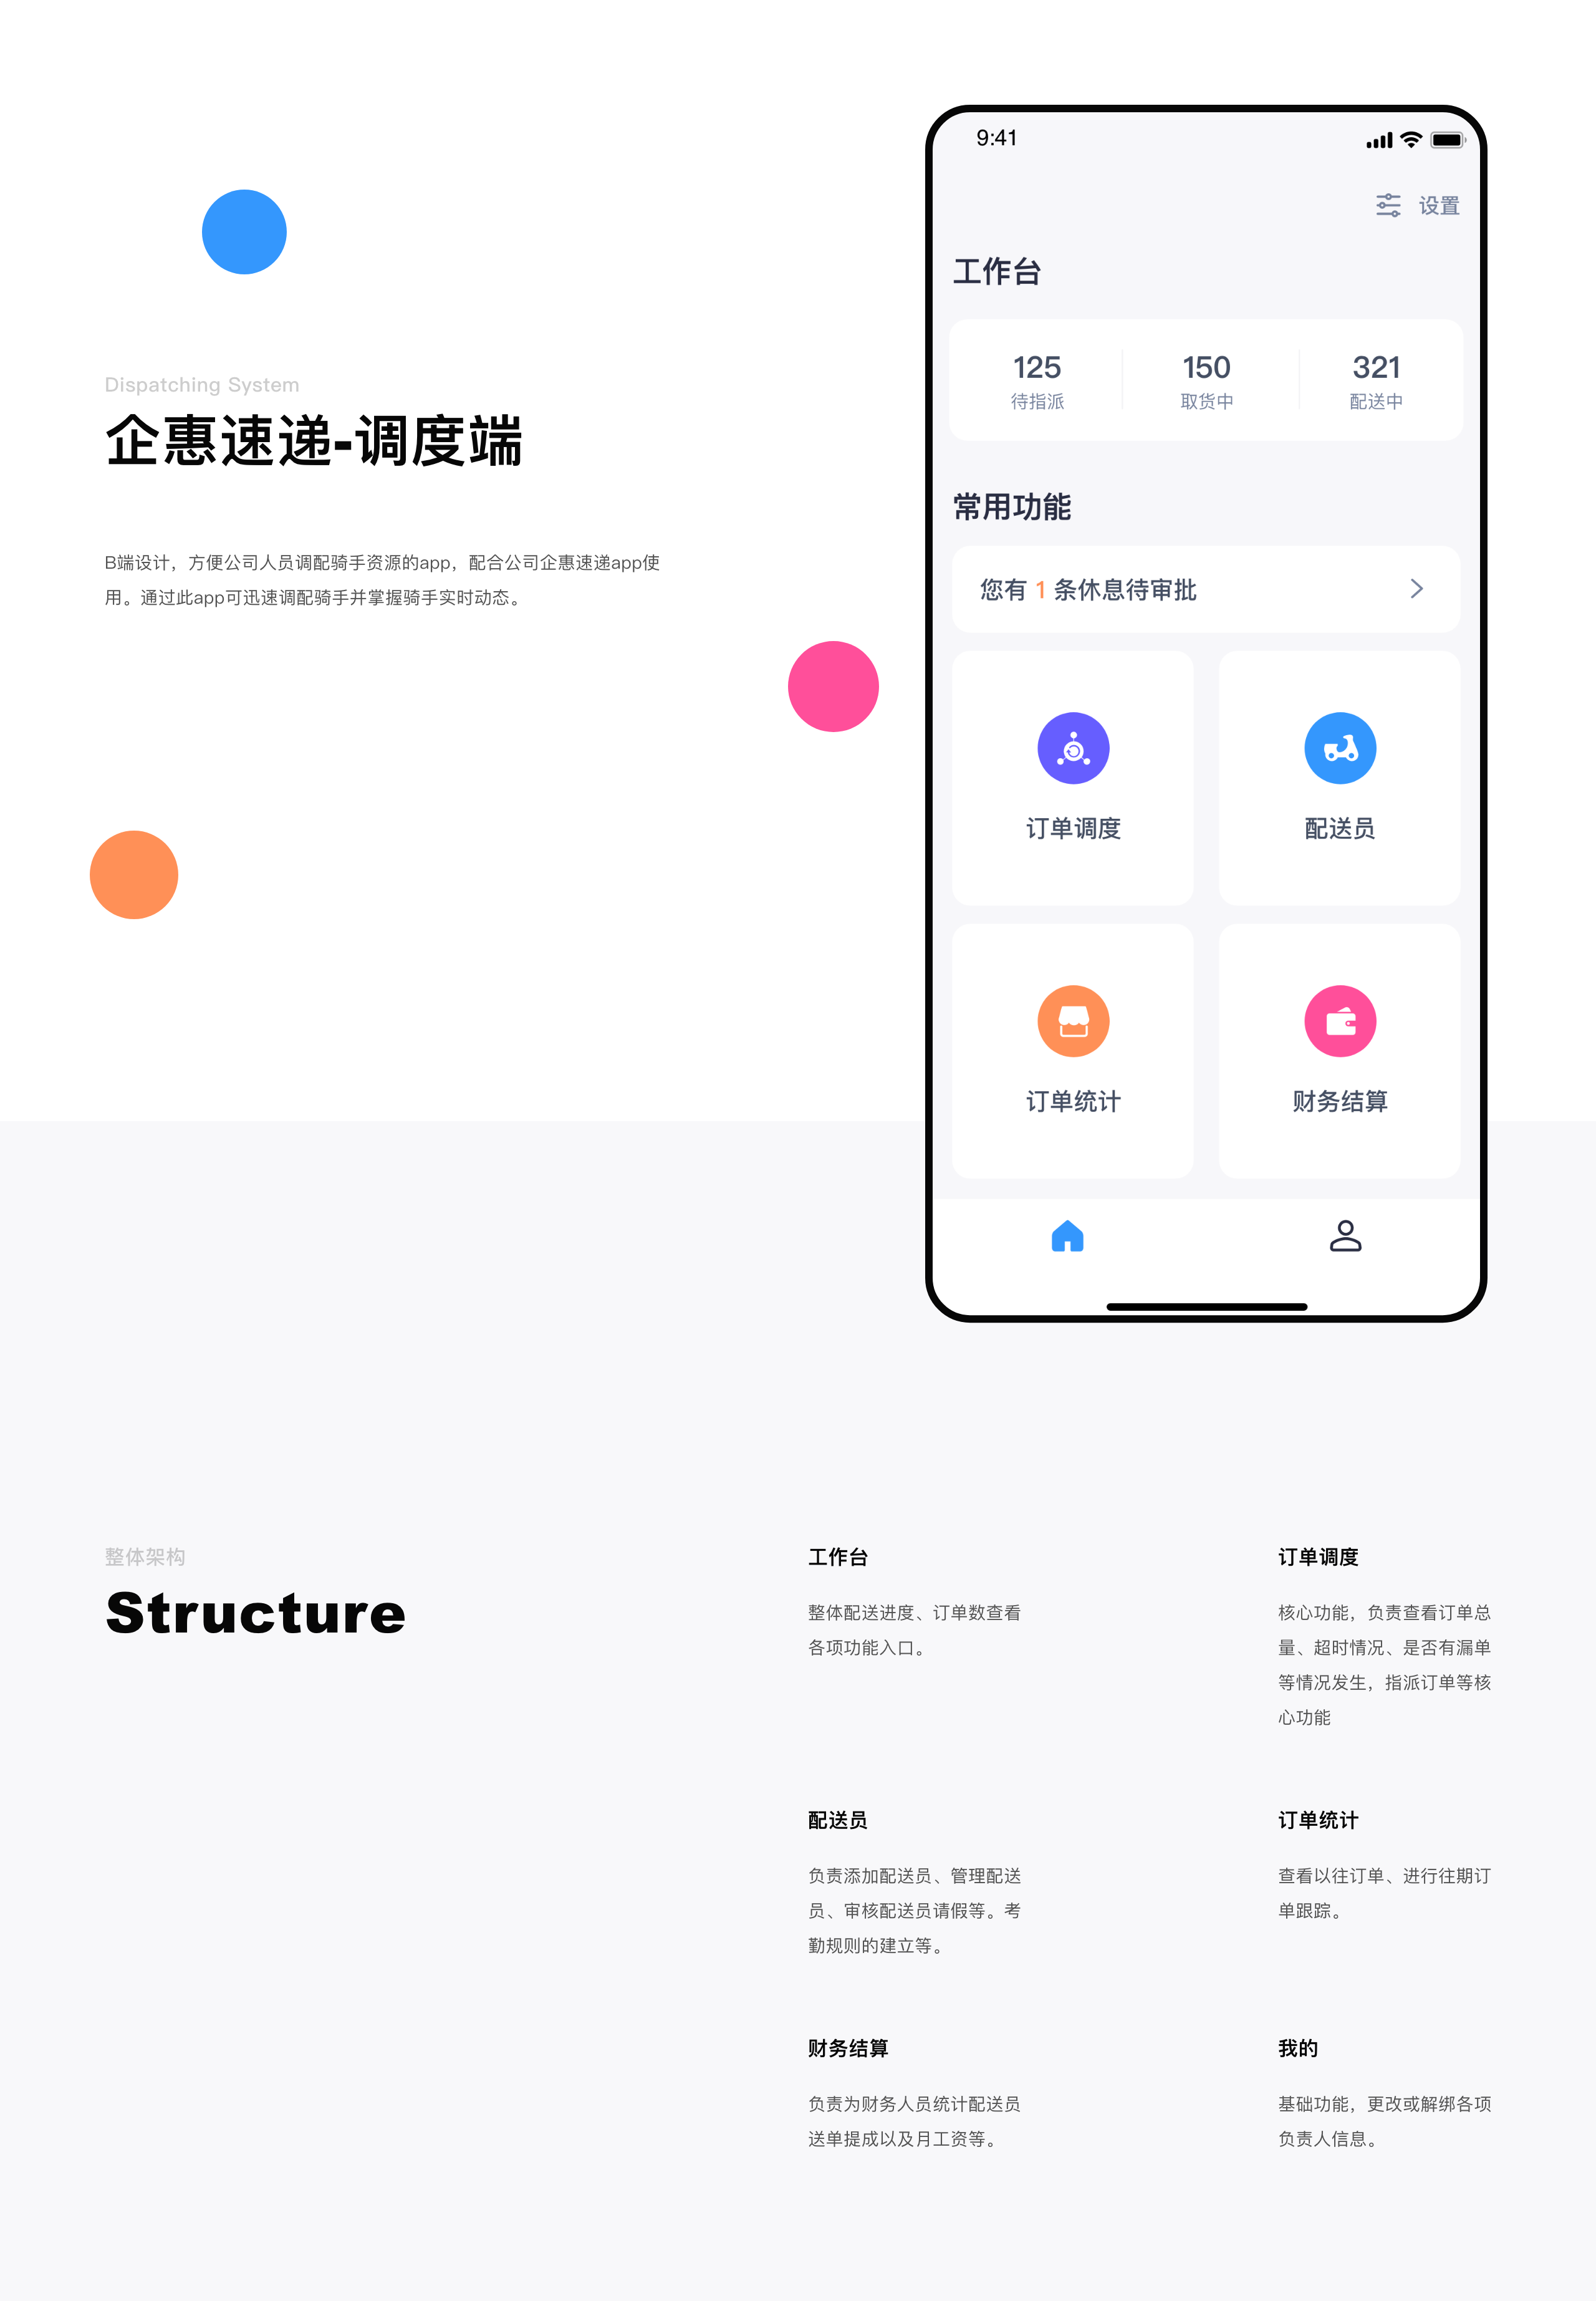 Dispatching System
企惠速递-调度端
B端设计，方便公司人员调配骑手资源的app，配合公司企惠速递app使
用。通过此app可迅速调配骑手并掌握骑手实时动态。
9:41
设置
工作台
125
150
321
待指派
取货中
配送中
常用功能
您有 1 条休息待审批
订单调度
配送员
订单统计
财务结算
整体架构
Structure
工作台
整体配送进度、订单数查看
各项功能入口。
订单调度
核心功能，负责查看订单总
量、超时情况、是否有漏单
等情况发生，指派订单等核
心功能
配送员
负责添加配送员、管理配送
员、审核配送员请假等。考
勤规则的建立等。
订单统计
查看以往订单、进行往期订
单跟踪。
财务结算
负责为财务人员统计配送员
送单提成以及月工资等。
我的
基础功能，更改或解绑各项
负责人信息。